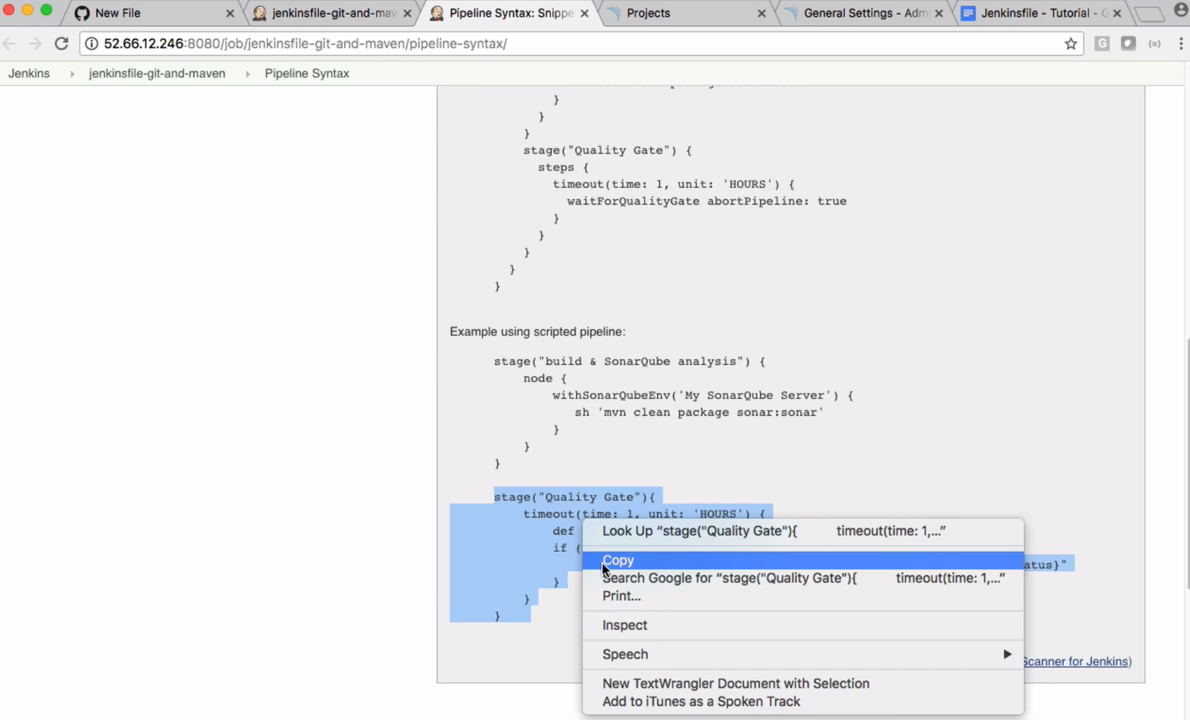 New File
jenkinsfile-git-and-mav
Pipeline Syntax: Snippe
Projects
General Settings - Adm
Jenkinsfile - Tutorial - G
52.66.12.246:8080/job/jenkinsfile-git-and-maven/pipeline-syntax/
Jenkins jenkinsfile-git-and-maven Pipeline Syntax
}
}
}
stage("Quality Gate") {
steps {
timeout(time: 1, unit: 'HOURS') {
waitForQualityGate abortPipeline: true
}
}
}
}
}
Example using scripted pipeline:
stage("build & SonarQube analysis") {
node {
withSonarQubeEnv('My SonarQube Server') {
sh 'mvn clean package sonar:sonar'
}
}
}
stage("Quality Gate"){
timeout(time: 1, unit: 'HOURS') {
def
if (
atus}"
}
}
}
Look Up “stage("Quality Gate"){ timeout(time: 1,...”
Copy
Search Google for “stage("Quality Gate"){ timeout(time: 1,...”
Print...
Inspect
Speech
Scanner for Jenkins)
New TextWrangler Document with Selection
Add to iTunes as a Spoken Track